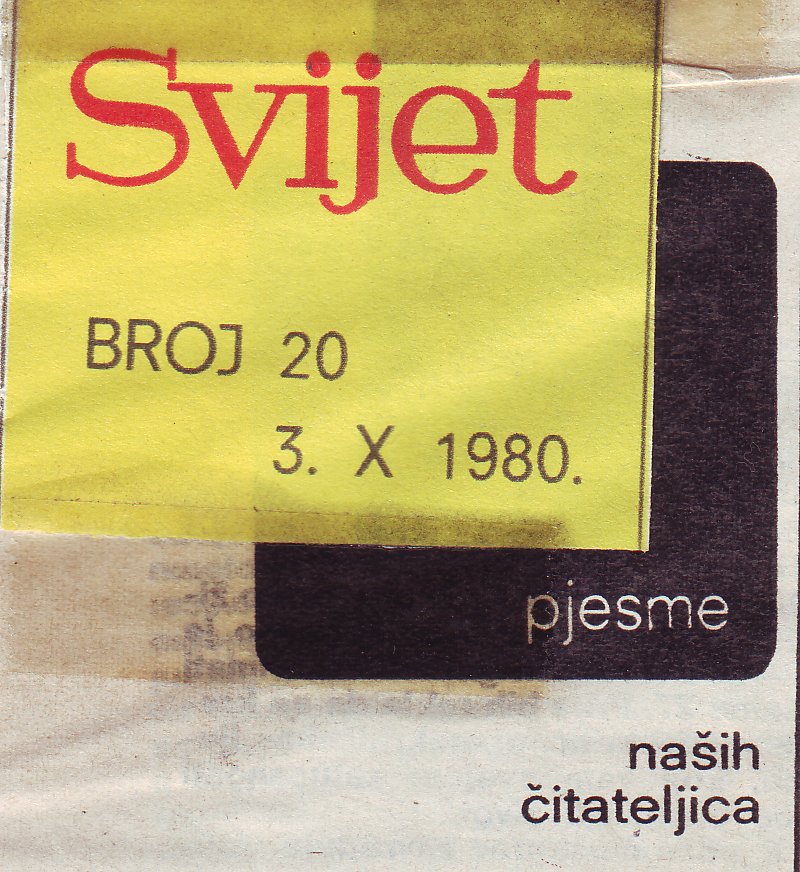 Svijet
BROJ 20
3. X 1980.
pjesme
naših
čitateljica